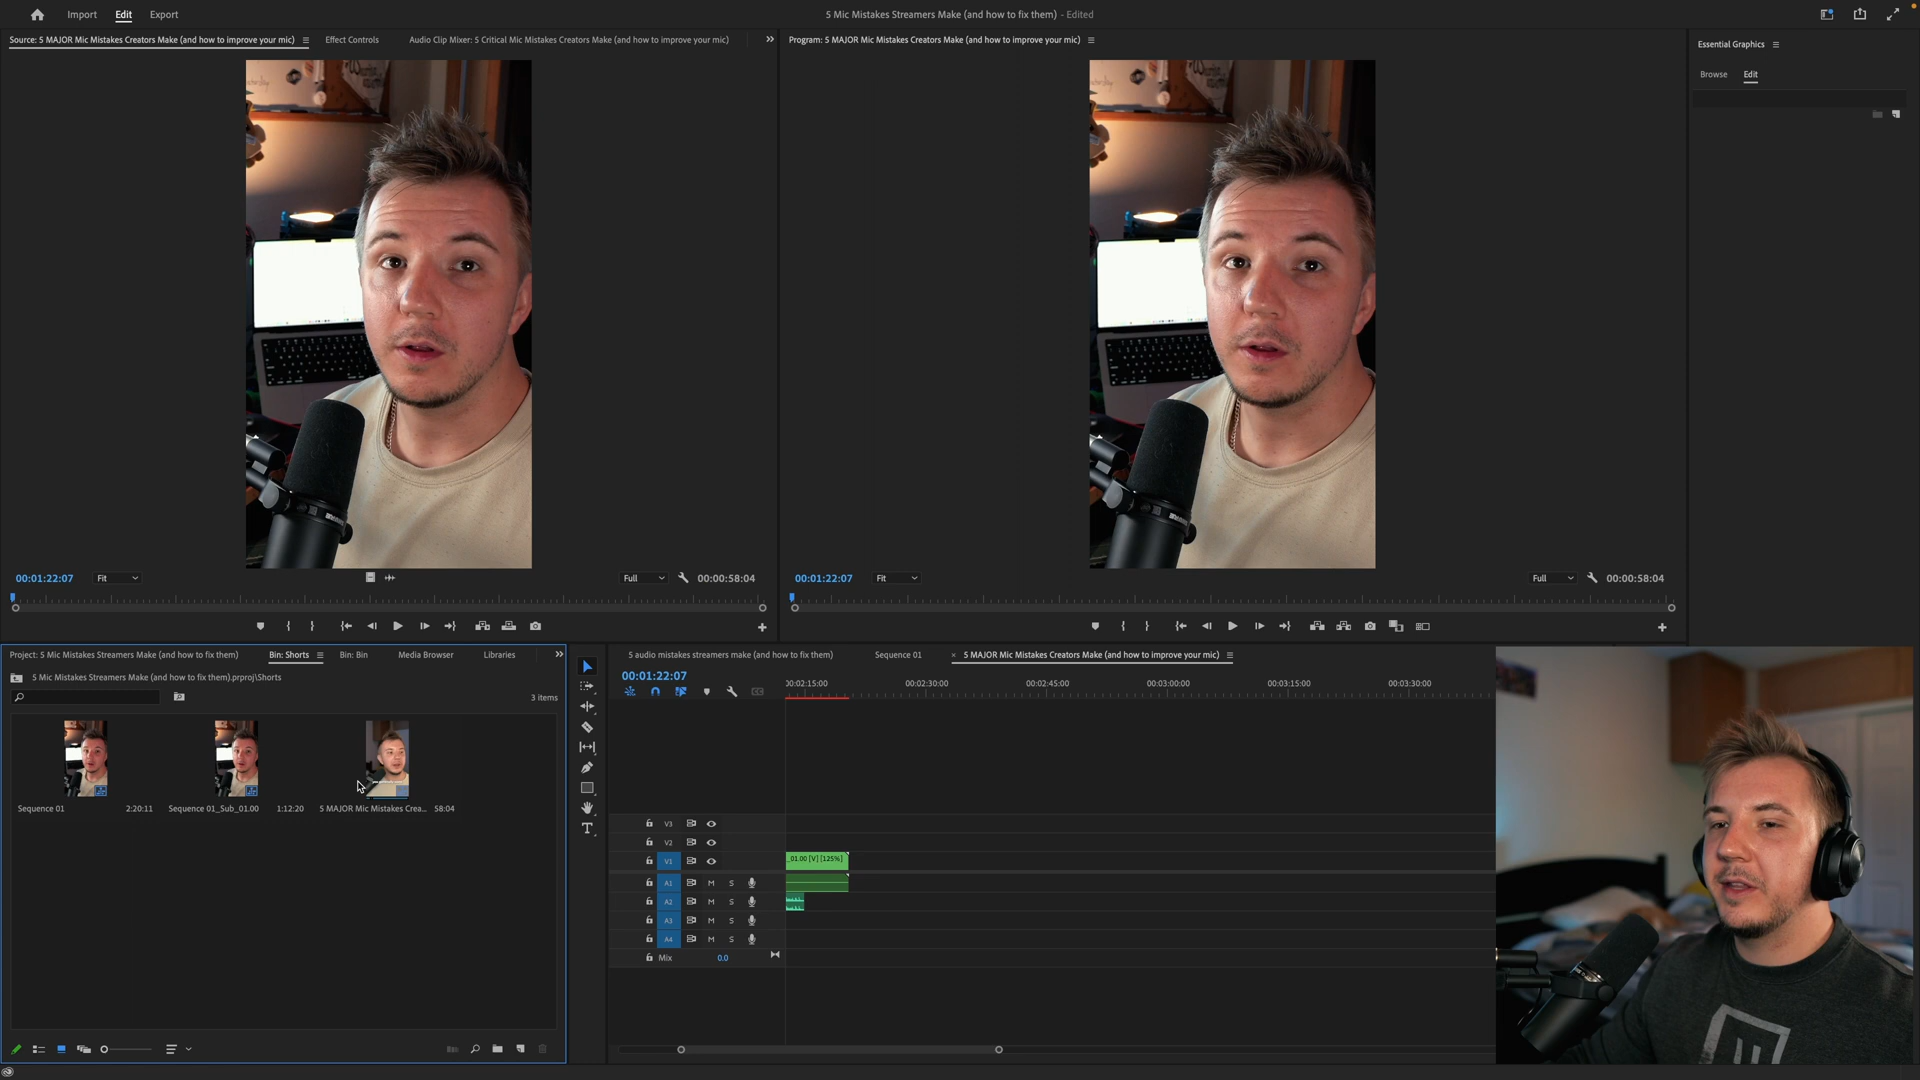 Import Edit Export
5 Mic Mistakes Streamers Make (and how to fix them) - Edited
Source: 5 MAJOR Mic Mistakes Creators Make (and how to improve your mic) Effect Controls Audio Clip Mixer: 5 Critical Mic Mistakes Creators Make (and how to improve your mic)
Program: 5 MAJOR Mic Mistakes Creators Make (and how to improve your mic)
Essential Graphics
Browse Edit
00:01:22:07 Fit Full 00:00:58:04
00:01:22:07 Fit Full 00:00:58:04
Project: 5 Mic Mistakes Streamers Make (and how to fix them) Bin: Shorts Bin: Bin Media Browser Libraries
5 Mic Mistakes Streamers Make (and how to fix them).prproj\Shorts
3 items
Sequence 01 2:20:11
Sequence 01_Sub_01.00 1:12:20
5 MAJOR Mic Mistakes Crea... 58:04
5 audio mistakes streamers make (and how to fix them) Sequence 01 × 5 MAJOR Mic Mistakes Creators Make (and how to improve your mic)
00:01:22:07
00:02:15:00 00:02:30:00 00:02:45:00 00:03:00:00 00:03:15:00 00:03:30:00
V3
V2
V1
_01.00 [V] [125%]
A1 M S
A2 M S
A3 M S
A4 M S
Mix 0.0